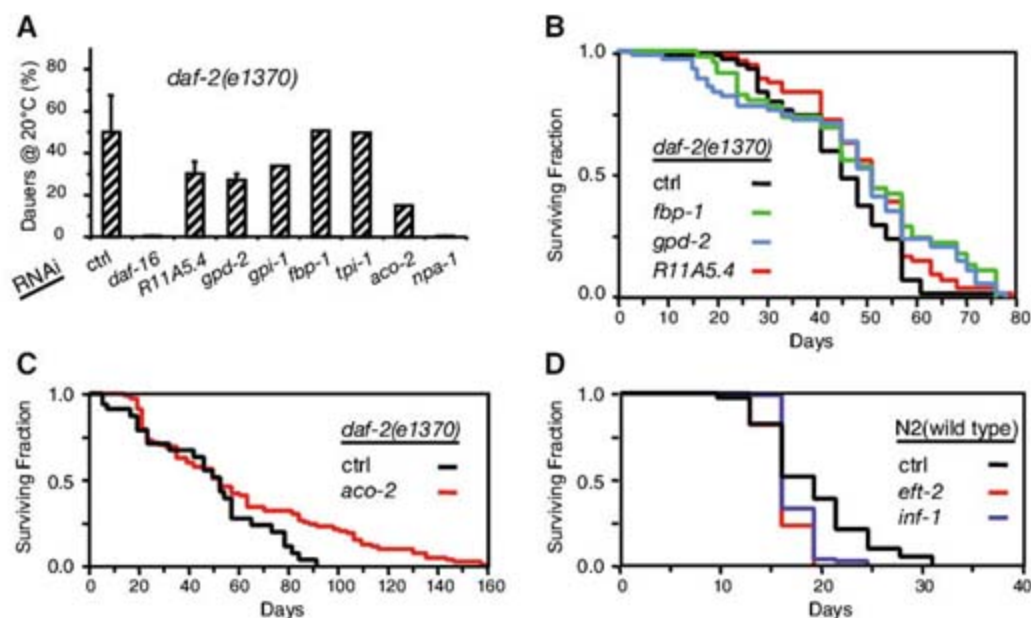 A
daf-2(e1370)
Dauers @ 20°C (%)
80
60
40
20
0
RNAi
ctrl
daf-16
R11A5.4
gpd-2
gpi-1
fbp-1
tpi-1
aco-2
npa-1
B
Surviving Fraction
1.0
0.5
0.0
daf-2(e1370)
ctrl
fbp-1
gpd-2
R11A5.4
0 10 20 30 40 50 60 70 80
Days
C
Surviving Fraction
1.0
0.5
0.0
daf-2(e1370)
ctrl
aco-2
0 20 40 60 80 100 120 140 160
Days
D
Surviving Fraction
1.0
0.5
0.0
N2(wild type)
ctrl
eft-2
inf-1
0 10 20 30 40
Days